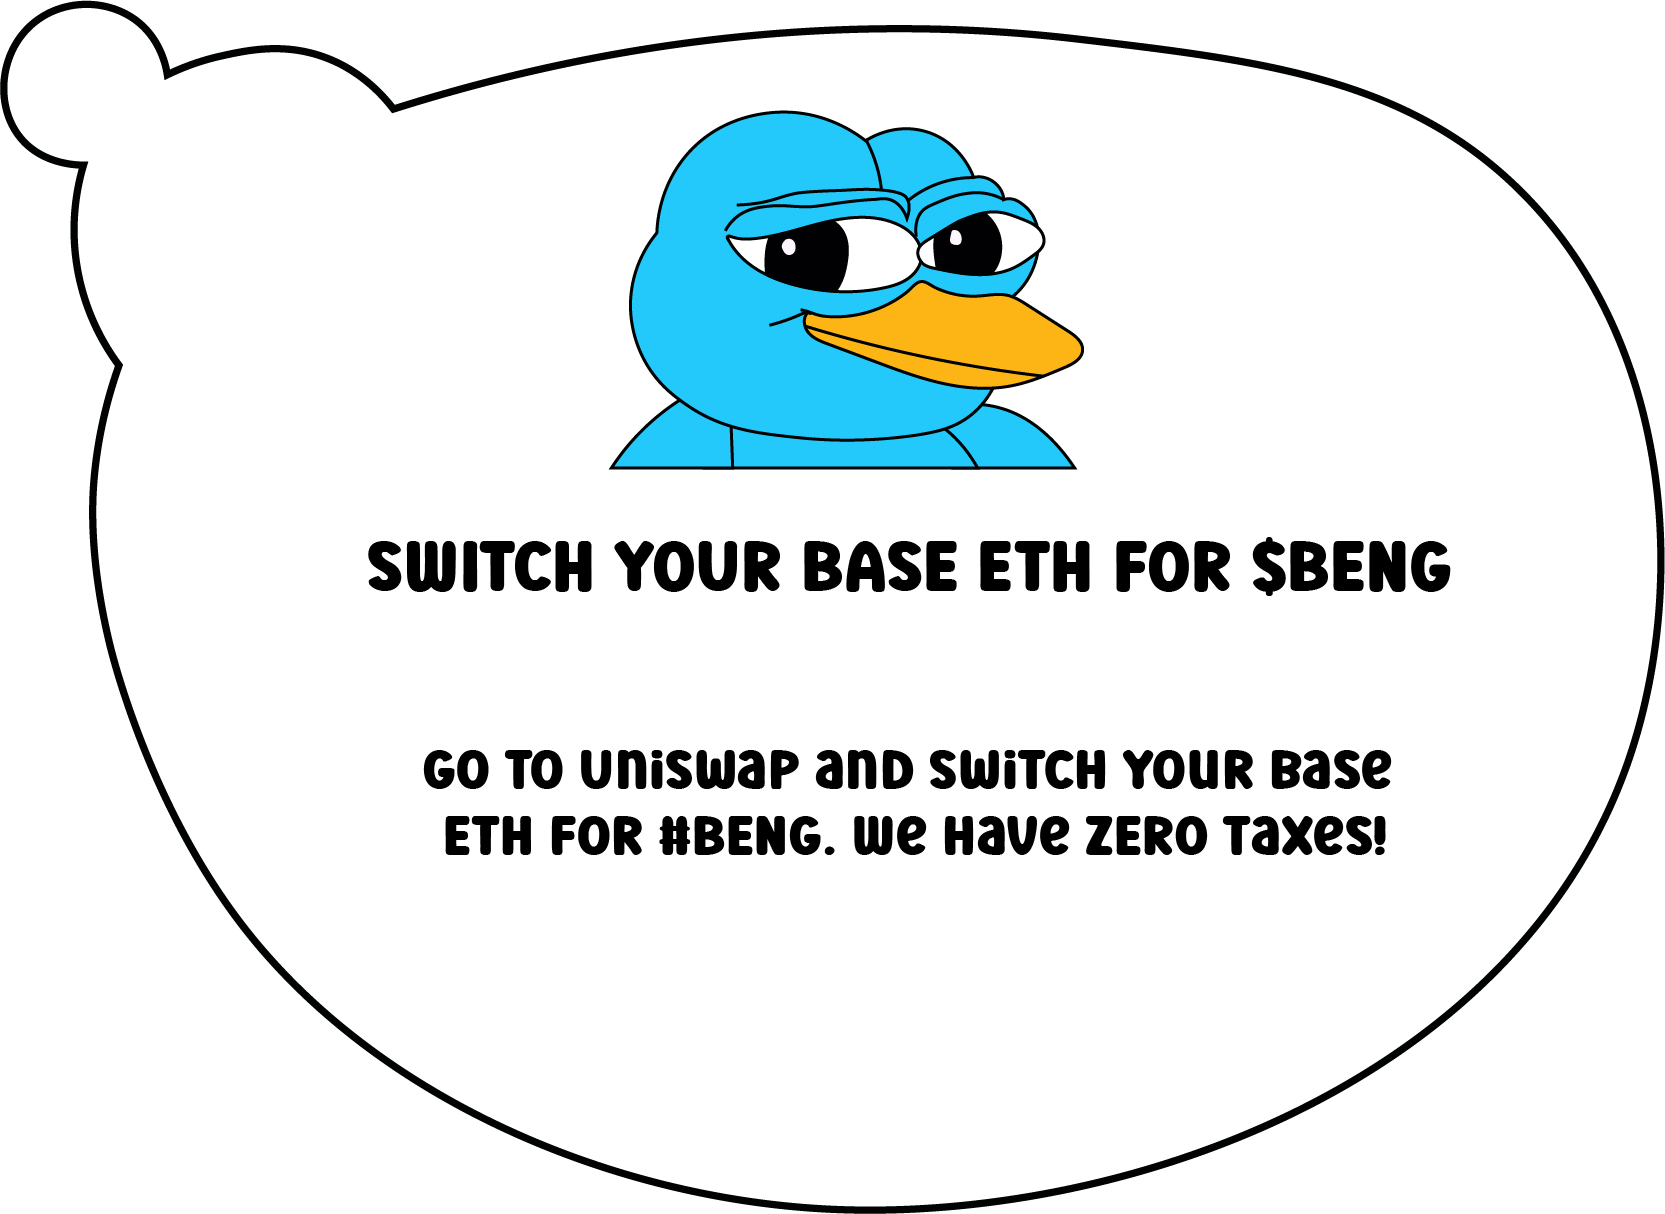 SWITCH YOUR BASE ETH FOR $BENG
GO TO UniSWaP anD SWiTCH YOUR Base
ETH FOR #BENG. We Have ZERO Taxes!